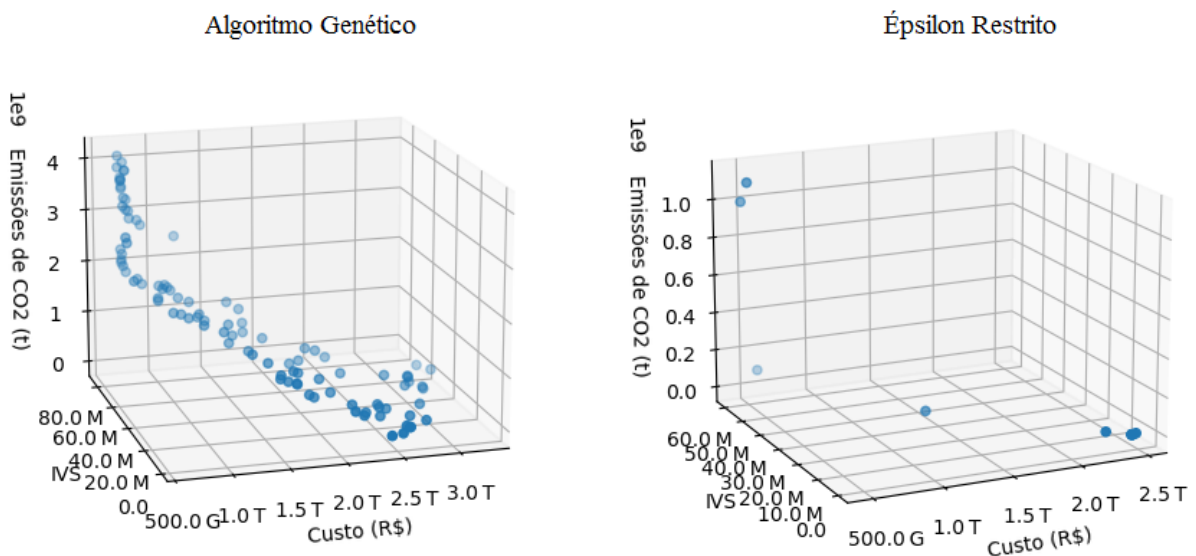 Algoritmo Genético
1e9
Emissões de CO2 (t)
4
3
2
1
0
80.0 M
60.0 M
40.0 M
20.0 M
0.0
IVS
500.0 G
1.0 T
1.5 T
2.0 T
2.5 T
3.0 T
Custo (R$)
Épsilon Restrito
1e9
Emissões de CO2 (t)
1.0
0.8
0.6
0.4
0.2
0.0
60.0 M
50.0 M
40.0 M
30.0 M
20.0 M
10.0 M
0.0
IVS
500.0 G
1.0 T
1.5 T
2.0 T
2.5 T
Custo (R$)